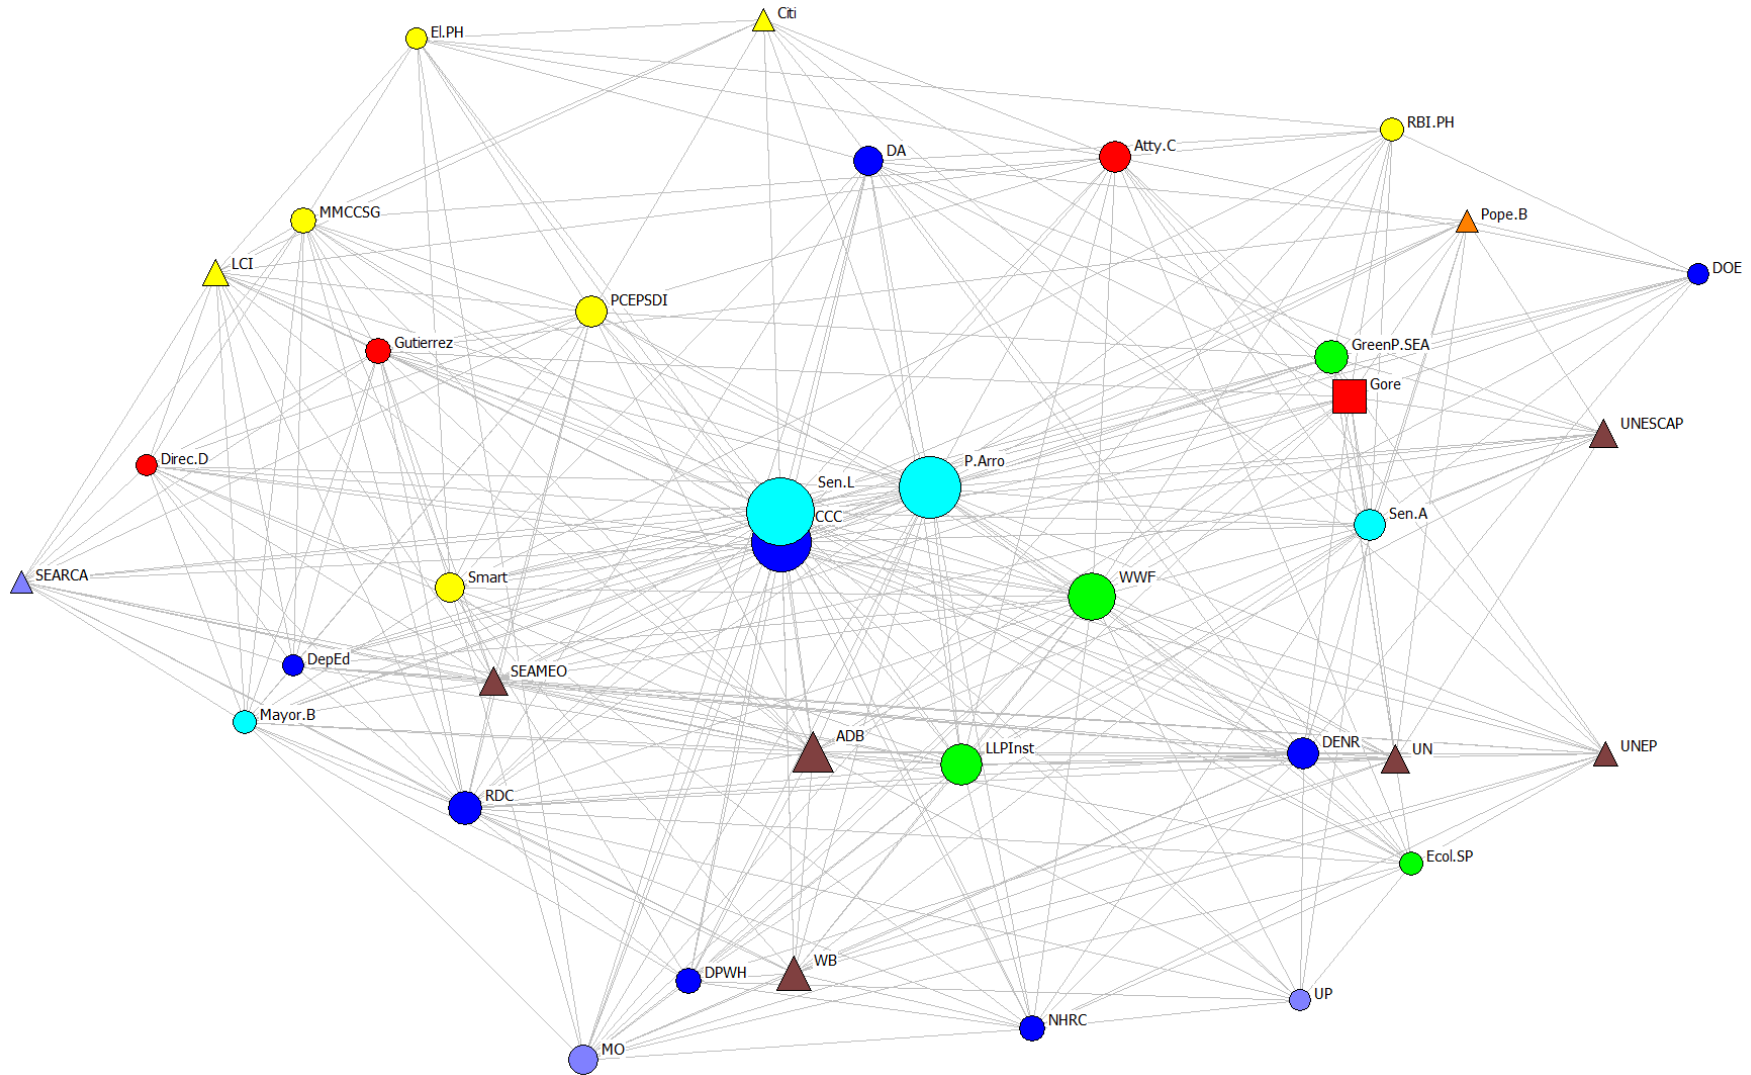 Citi
El.PH
RBI.PH
Atty.C
DA
MMCCSG
Pope.B
LCI
DOE
PCEPSDI
Gutierrez
GreenP.SEA
Gore
UNESCAP
Direc.D
P.Arro
Sen.L
CCC
Sen.A
SEARCA
Smart
WWF
DepEd
SEAMEO
Mayor.B
ADB
LLPInst
DENR
UN
UNEP
RDC
Ecol.SP
WB
DPWH
UP
NHRC
MO